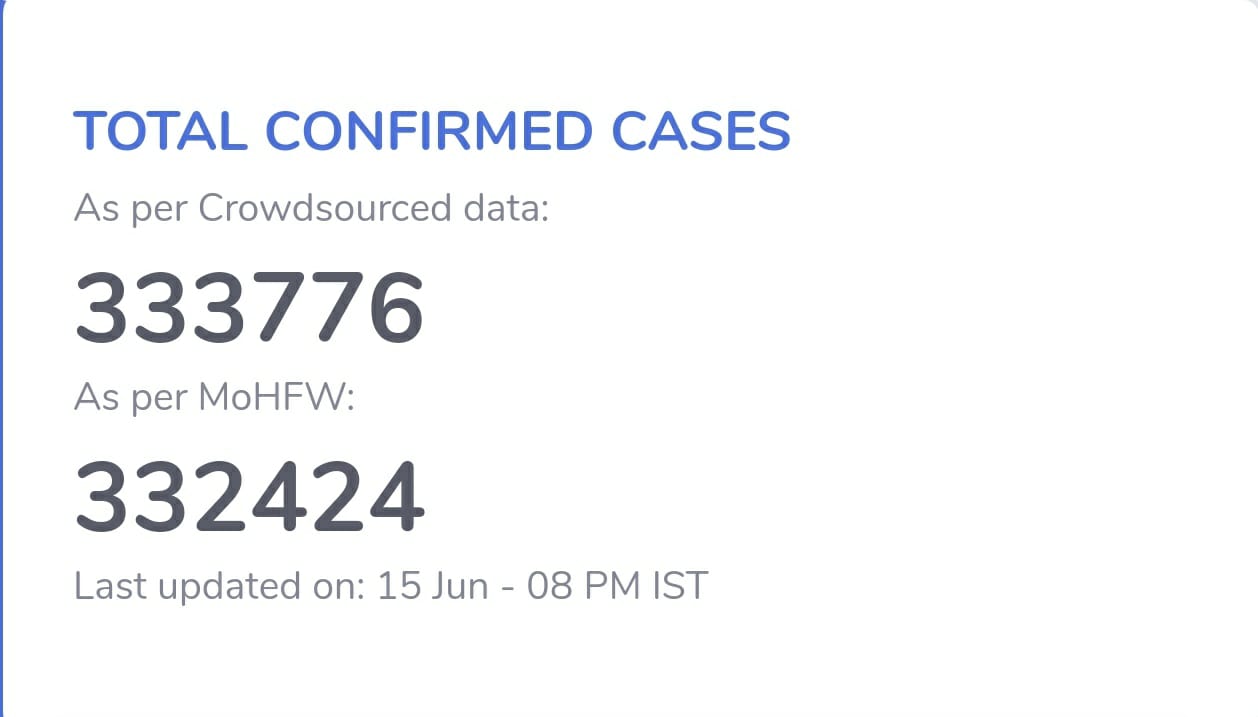 TOTAL CONFIRMED CASES
As per Crowdsourced data:
333776
As per MoHFW:
332424
Last updated on: 15 Jun - 08 PM IST